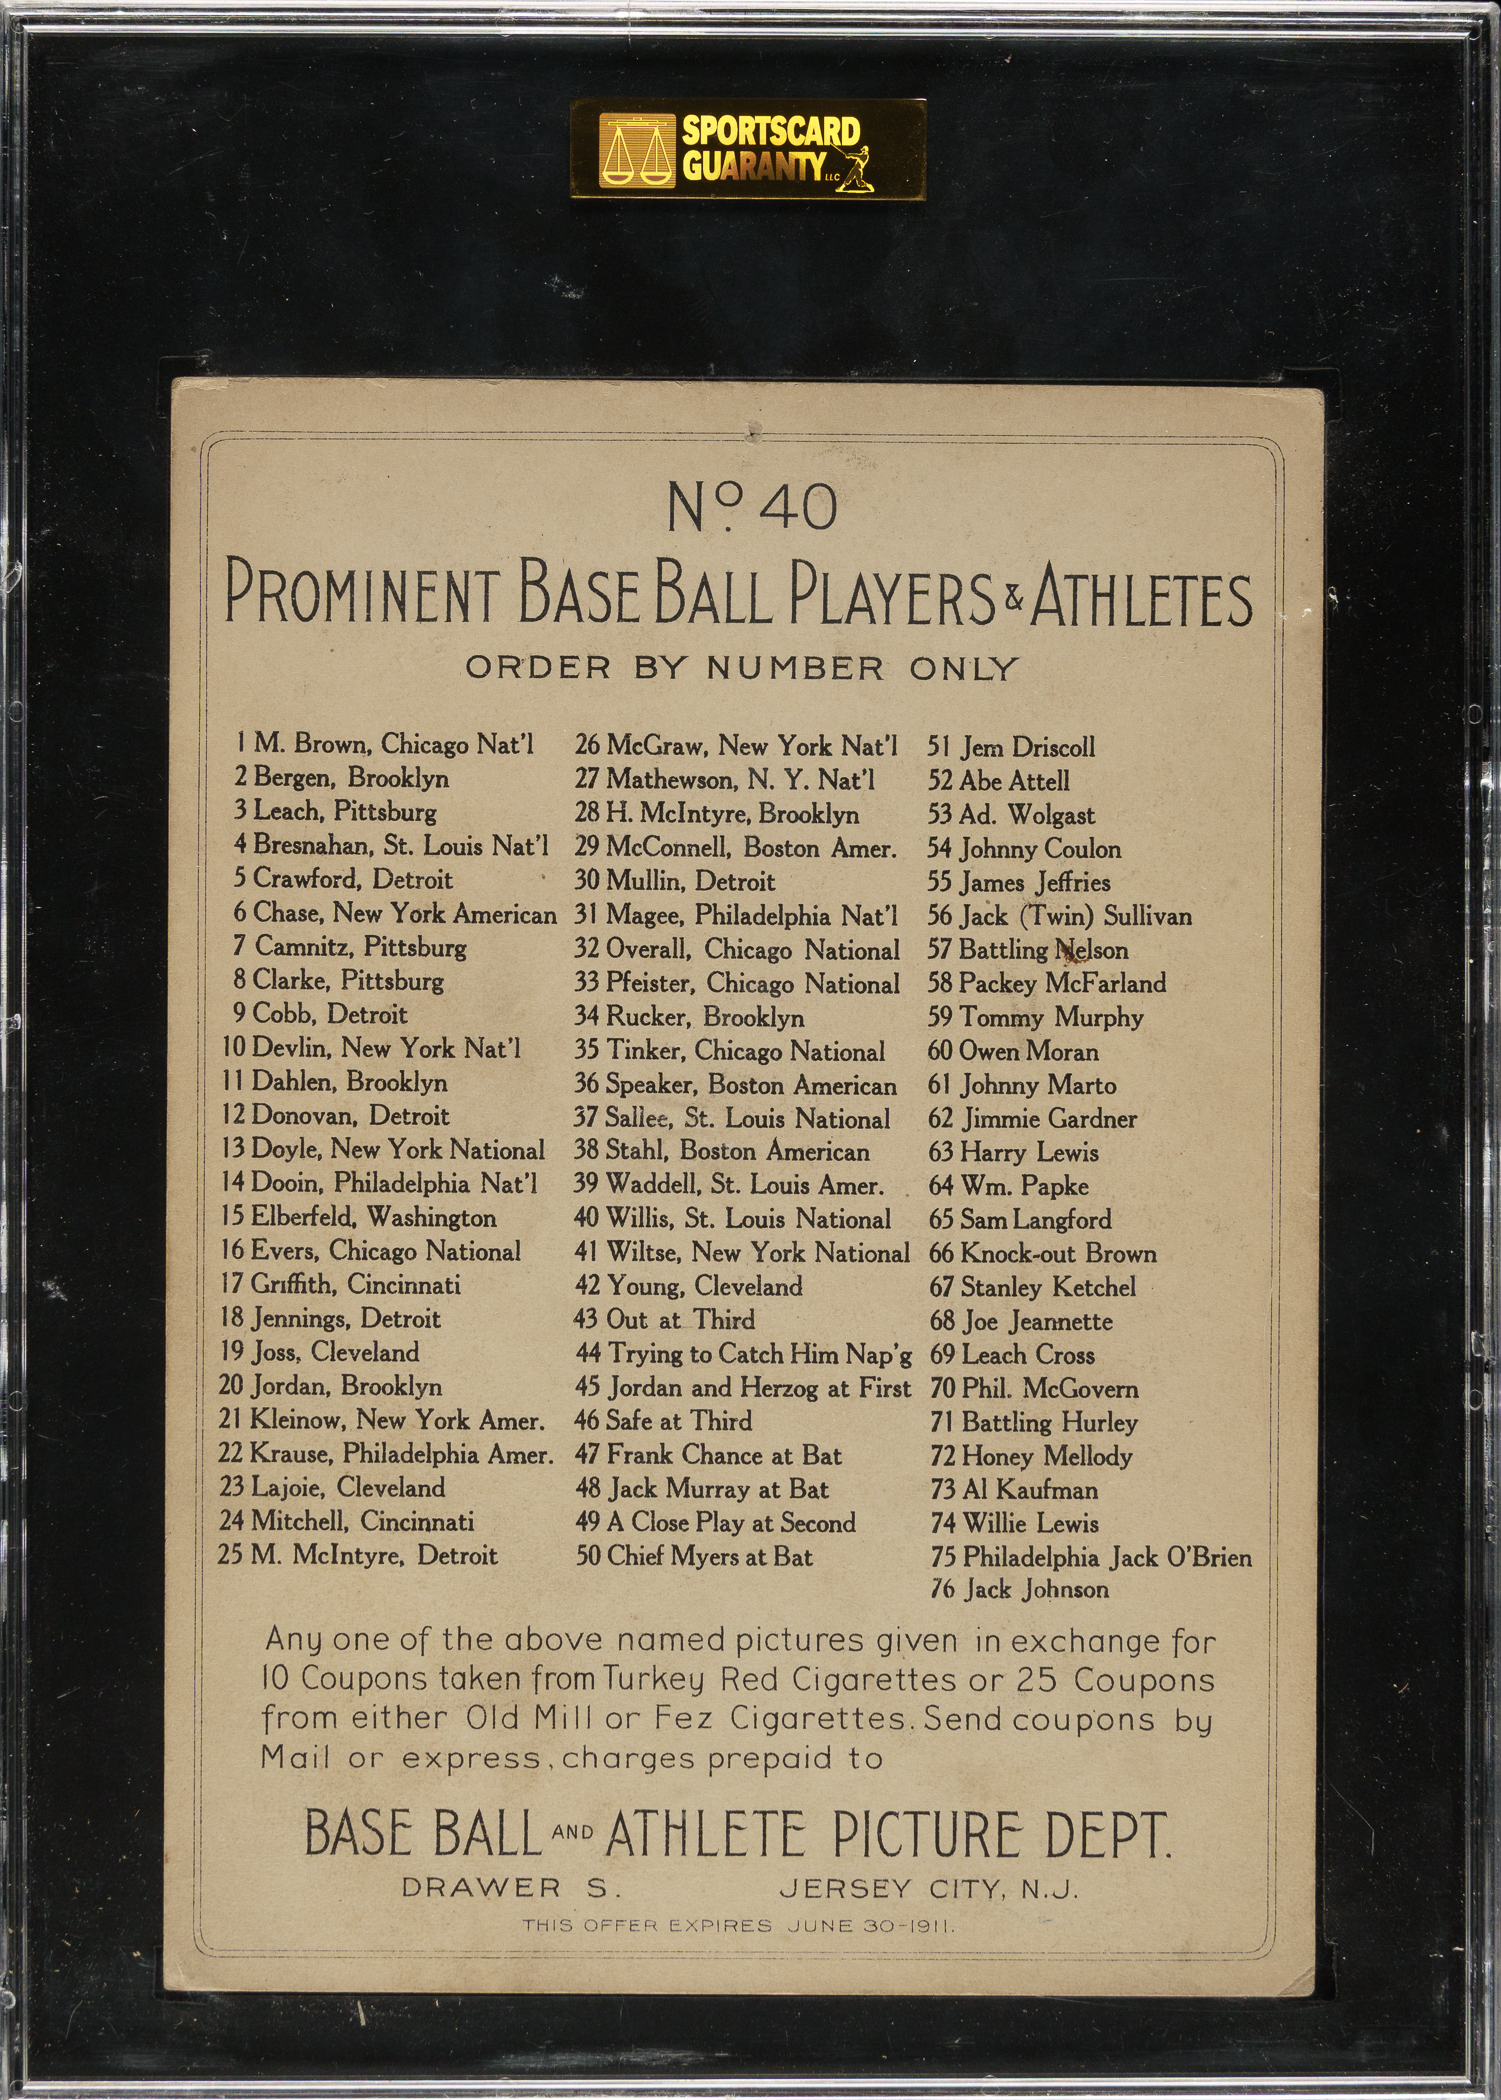 SPORTSCARD
GUARANTY LLC
No. 40
PROMINENT BASE BALL PLAYERS & ATHLETES
ORDER BY NUMBER ONLY
1 M. Brown, Chicago Nat'l
2 Bergen, Brooklyn
3 Leach, Pittsburg
4 Bresnahan, St. Louis Nat'l
5 Crawford, Detroit
6 Chase, New York American
7 Camnitz, Pittsburg
8 Clarke, Pittsburg
9 Cobb, Detroit
10 Devlin, New York Nat'l
11 Dahlen, Brooklyn
12 Donovan, Detroit
13 Doyle, New York National
14 Dooin, Philadelphia Nat'l
15 Elberfeld, Washington
16 Evers, Chicago National
17 Griffith, Cincinnati
18 Jennings, Detroit
19 Joss, Cleveland
20 Jordan, Brooklyn
21 Kleinow, New York Amer.
22 Krause, Philadelphia Amer.
23 Lajoie, Cleveland
24 Mitchell, Cincinnati
25 M. McIntyre, Detroit
26 McGraw, New York Nat'l
27 Mathewson, N. Y. Nat'l
28 H. McIntyre, Brooklyn
29 McConnell, Boston Amer.
30 Mullin, Detroit
31 Magee, Philadelphia Nat'l
32 Overall, Chicago National
33 Pfeister, Chicago National
34 Rucker, Brooklyn
35 Tinker, Chicago National
36 Speaker, Boston American
37 Sallee, St. Louis National
38 Stahl, Boston American
39 Waddell, St. Louis Amer.
40 Willis, St. Louis National
41 Wiltse, New York National
42 Young, Cleveland
43 Out at Third
44 Trying to Catch Him Nap'g
45 Jordan and Herzog at First
46 Safe at Third
47 Frank Chance at Bat
48 Jack Murray at Bat
49 A Close Play at Second
50 Chief Myers at Bat
51 Jem Driscoll
52 Abe Attell
53 Ad. Wolgast
54 Johnny Coulon
55 James Jeffries
56 Jack (Twin) Sullivan
57 Battling Nelson
58 Packey McFarland
59 Tommy Murphy
60 Owen Moran
61 Johnny Marto
62 Jimmie Gardner
63 Harry Lewis
64 Wm. Papke
65 Sam Langford
66 Knock-out Brown
67 Stanley Ketchel
68 Joe Jeannette
69 Leach Cross
70 Phil. McGovern
71 Battling Hurley
72 Honey Mellody
73 Al Kaufman
74 Willie Lewis
75 Philadelphia Jack O'Brien
76 Jack Johnson
Any one of the above named pictures given in exchange for
10 Coupons taken from Turkey Red Cigarettes or 25 Coupons
from either Old Mill or Fez Cigarettes. Send coupons by
Mail or express, charges prepaid to
BASE BALL AND ATHLETE PICTURE DEPT.
DRAWER S. JERSEY CITY, N.J.
THIS OFFER EXPIRES JUNE 30-1911.